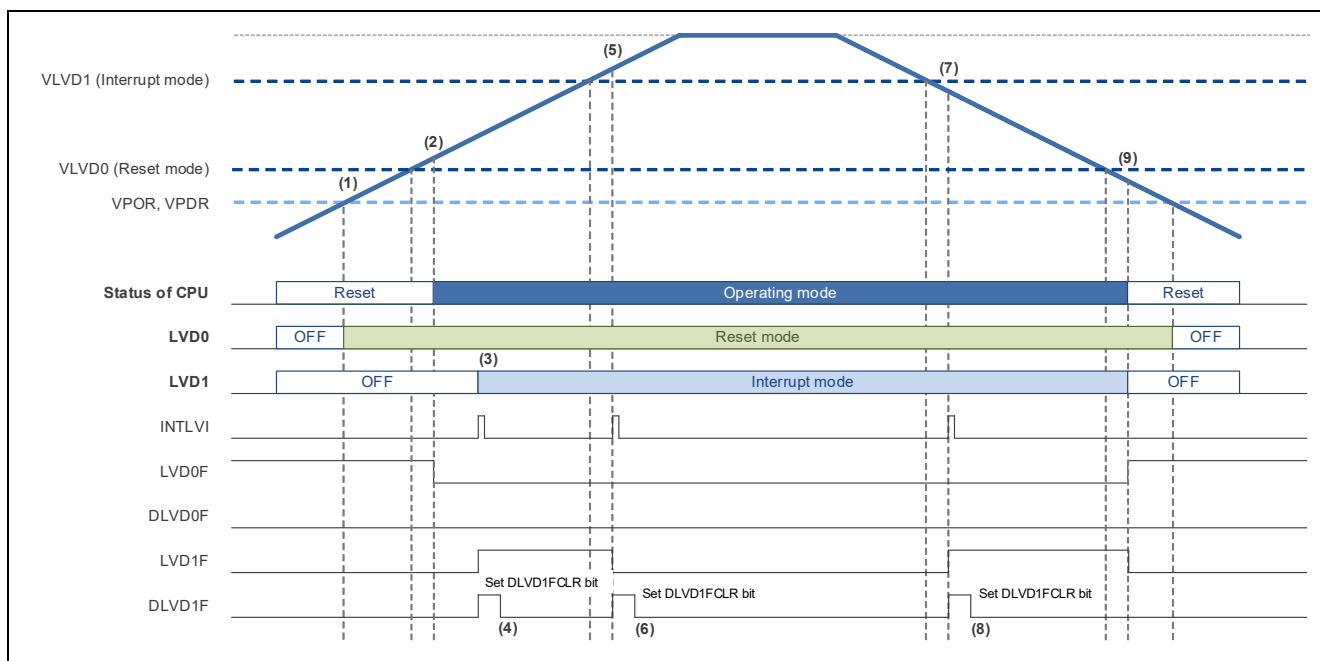 (5)
VLVD1 (Interrupt mode)
(7)
(2)
VLVD0 (Reset mode)
(9)
(1)
VPOR, VPDR
Status of CPU
Reset
Operating mode
Reset
LVD0
OFF
Reset mode
OFF
(3)
LVD1
OFF
Interrupt mode
OFF
INTLVI
LVD0F
DLVD0F
LVD1F
Set DLVD1FCLR bit
Set DLVD1FCLR bit
Set DLVD1FCLR bit
DLVD1F
(4)
(6)
(8)